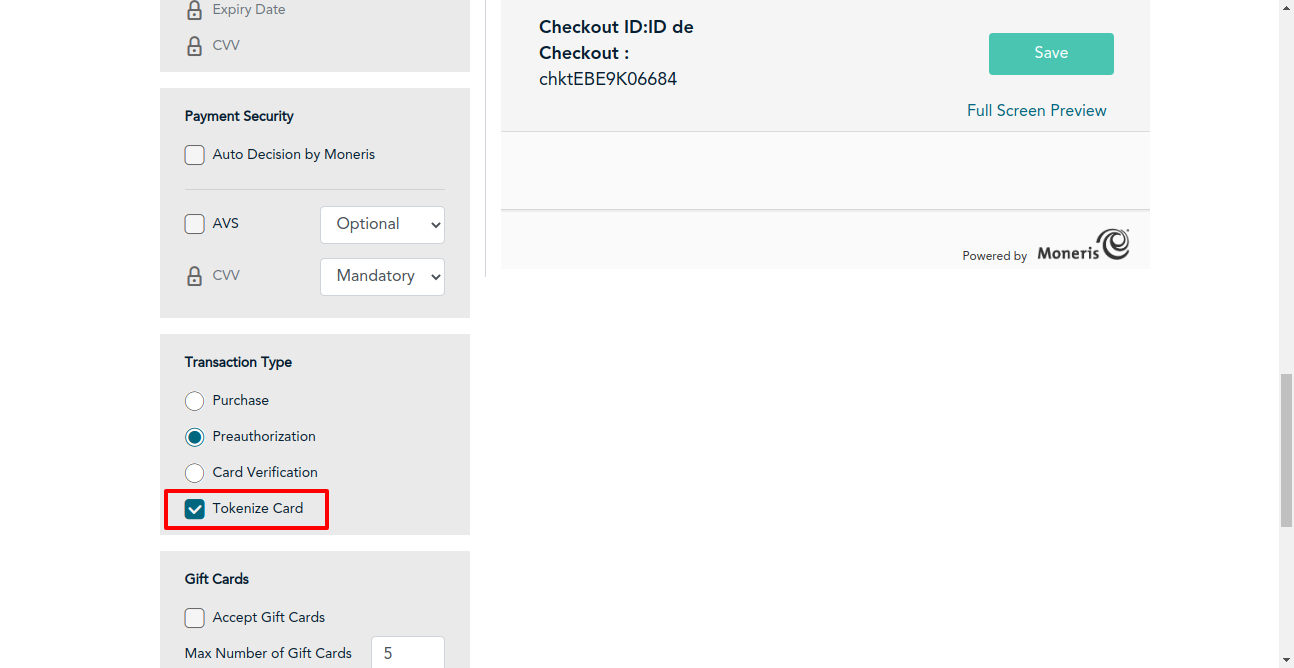 Expiry Date
CVV
Payment Security
Auto Decision by Moneris
AVS Optional
CVV Mandatory
Transaction Type
Purchase
Preauthorization
Card Verification
Tokenize Card
Gift Cards
Accept Gift Cards
Max Number of Gift Cards 5
Checkout ID:ID de
Checkout :
chktEBE9K06684
Save
Full Screen Preview
Powered by Moneris